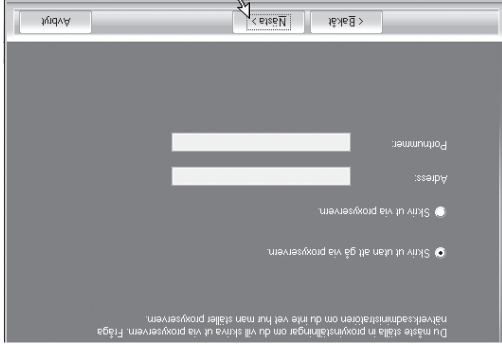 Du måste ställa in proxyinställningar om du vill skriva ut via proxyservern. Fråga
nätverksadministratören om du inte vet hur man ställer proxyservern.
Skriv ut utan att gå via proxyservern.
Skriv ut via proxyservern.
Adress:
Portnummer:
< Bakåt
Nästa >
Avbryt